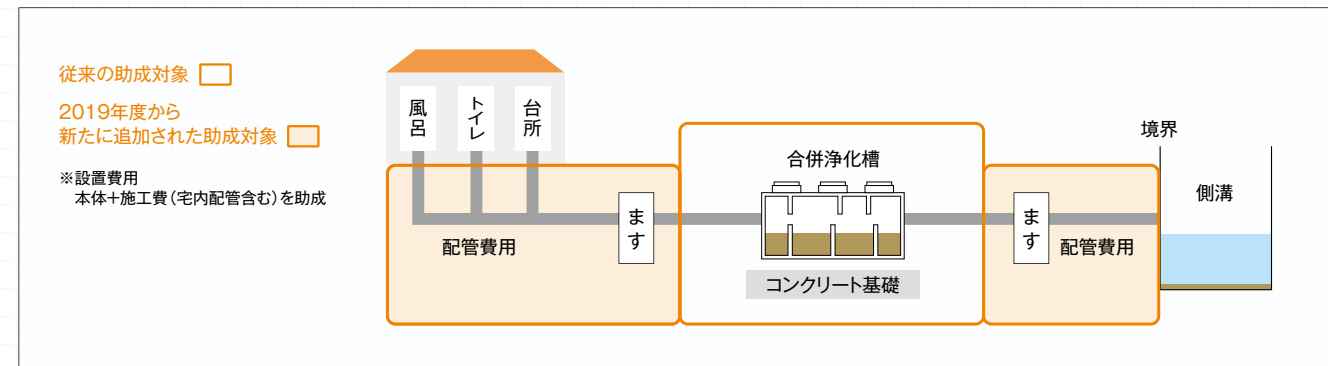 従来の助成対象
2019年度から
新たに追加された助成対象
※設置費用
本体+施工費(宅内配管含む)を助成
風呂
トイレ
台所
配管費用
ます
合併浄化槽
コンクリート基礎
ます
配管費用
境界
側溝